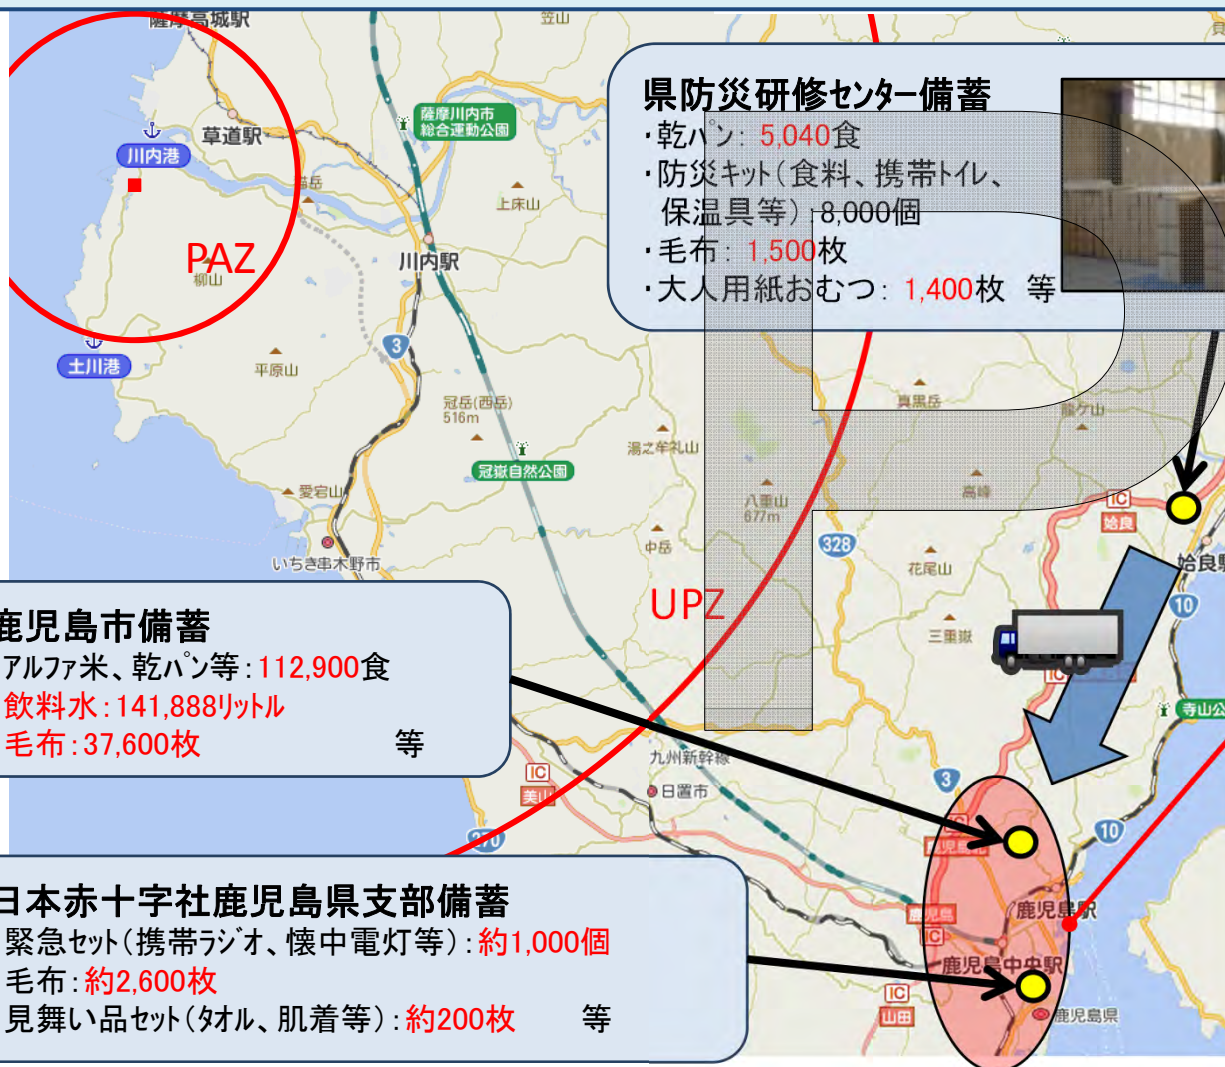 薩摩高城駅
笠山
草道駅
川内港
薩摩川内市
総合運動公園
上床山
PAZ
柳山
川内駅
土川港
3
平原山
県防災研修センター備蓄
・乾パン：5,040食
・防災キット（食料、携帯トイレ、
保温具等）：8,000個
・毛布：1,500枚
・大人用紙おむつ：1,400枚 等
冠岳(西岳)
516m
冠嶽自然公園
湯之牟礼山
真黒岳
龍ケ山
愛宕山
八重山
677m
高峰
IC
姶良
いちき串木野市
中岳
328
花尾山
姶良駅
UPZ
10
三重嶽
IC
鹿児島市備蓄
アルファ米、乾パン等：112,900食
飲料水：141,888リットル
毛布：37,600枚 等
寺山公
九州新幹線
IC
美山
日置市
3
270
IC
鹿児島北
10
日本赤十字社鹿児島県支部備蓄
緊急セット（携帯ラジオ、懐中電灯等）：約1,000個
毛布：約2,600枚
見舞い品セット（タオル、肌着等）：約200枚 等
鹿児島
IC
鹿児島駅
鹿児島中央駅
IC
山田
鹿児島県
P